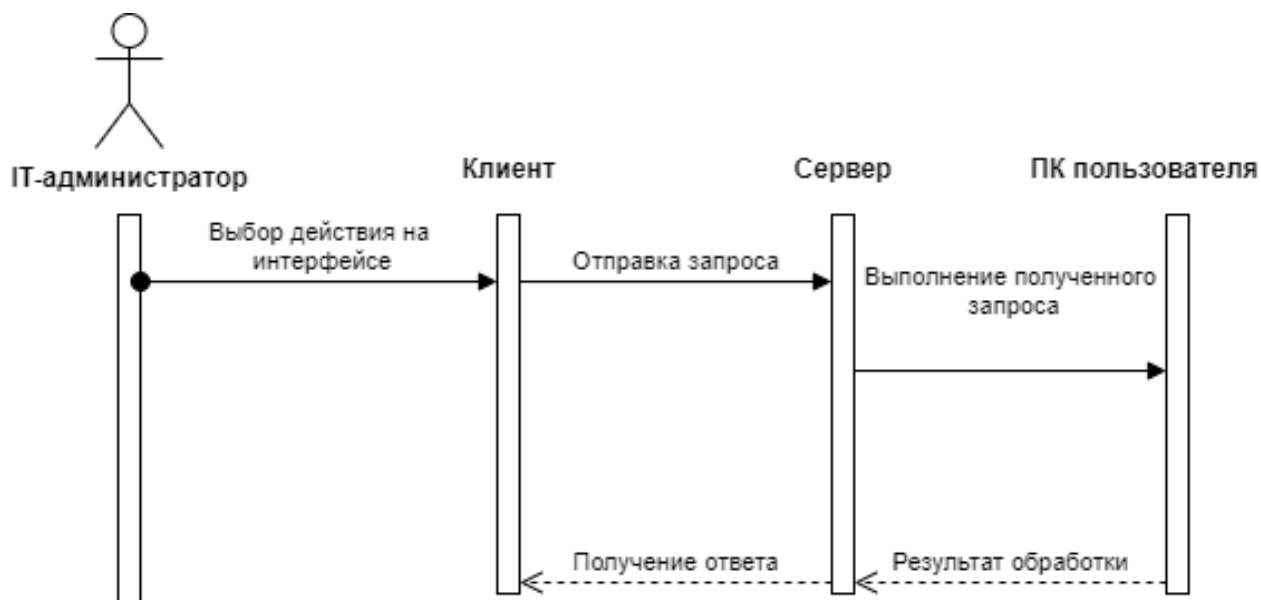 IT-администратор
Клиент
Сервер
ПК пользователя
Выбор действия на
интерфейсе
Отправка запроса
Выполнение полученного
запроса
Получение ответа
Результат обработки